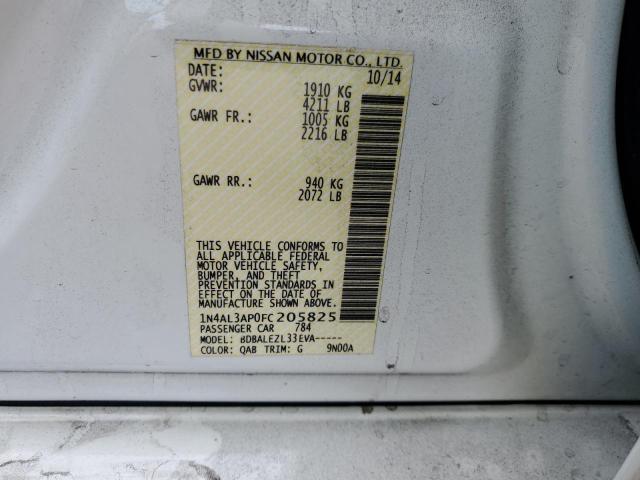 MFD BY NISSAN MOTOR CO., LTD.
DATE: 10/14
GVWR: 1910 KG
4211 LB
GAWR FR.: 1005 KG
2216 LB
GAWR RR.: 940 KG
2072 LB
THIS VEHICLE CONFORMS TO
ALL APPLICABLE FEDERAL
MOTOR VEHICLE SAFETY,
BUMPER, AND THEFT
PREVENTION STANDARDS IN
EFFECT ON THE DATE OF
MANUFACTURE SHOWN ABOVE.
1N4AL3AP0FC205825
PASSENGER CAR 784
MODEL: BDBALEZL33EVA-----
COLOR: QAB TRIM: G 9N00A